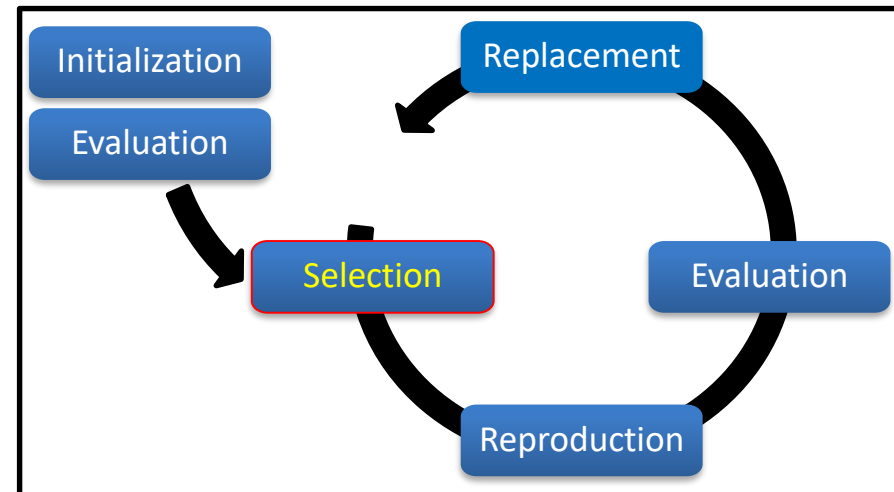 Initialization
Evaluation
Replacement
Selection
Evaluation
Reproduction